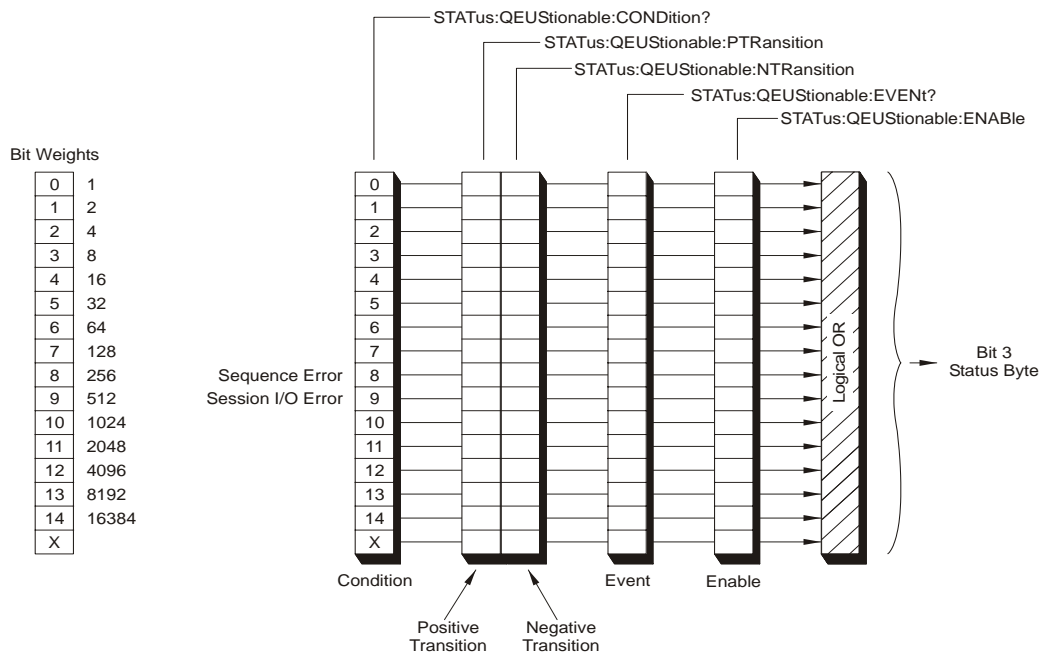 STATus:QEUStionable:CONDition?
STATus:QEUStionable:PTRansition
STATus:QEUStionable:NTRansition
STATus:QEUStionable:EVENt?
STATus:QEUStionable:ENABle
Bit Weights
0 1
1 2
2 4
3 8
4 16
5 32
6 64
7 128
8 256
9 512
10 1024
11 2048
12 4096
13 8192
14 16384
X
0
1
2
3
4
5
6
7
Sequence Error 8
Session I/O Error 9
10
11
12
13
14
X
Logical OR
Bit 3
Status Byte
Condition
Event
Enable
Positive
Transition
Negative
Transition